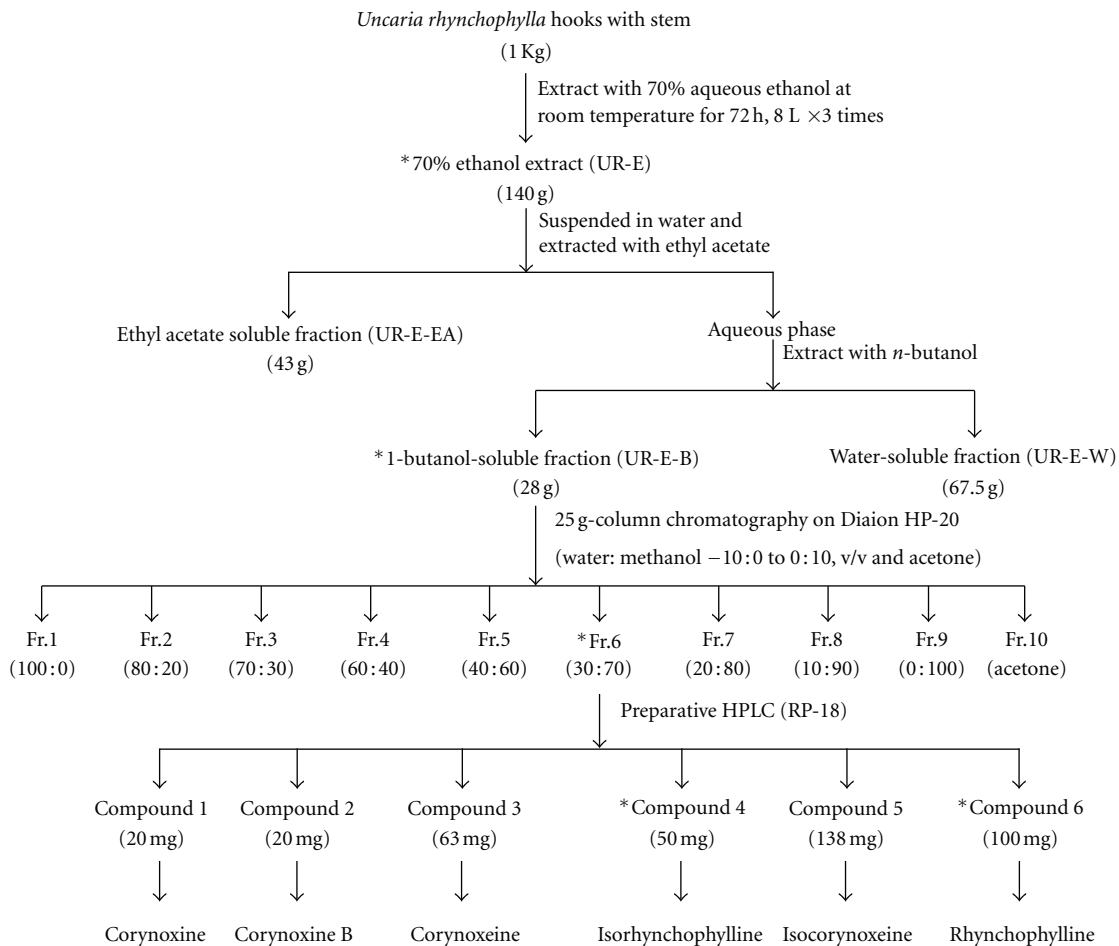 Uncaria rhynchophylla hooks with stem
(1 Kg)
Extract with 70% aqueous ethanol at
room temperature for 72 h, 8 L ×3 times
*70% ethanol extract (UR-E)
(140 g)
Suspended in water and
extracted with ethyl acetate
Ethyl acetate soluble fraction (UR-E-EA)
(43 g)
Aqueous phase
Extract with n-butanol
*1-butanol-soluble fraction (UR-E-B)
(28 g)
Water-soluble fraction (UR-E-W)
(67.5 g)
25 g-column chromatography on Diaion HP-20
(water: methanol −10:0 to 0:10, v/v and acetone)
Fr.1 Fr.2 Fr.3 Fr.4 Fr.5 *Fr.6 Fr.7 Fr.8 Fr.9 Fr.10
(100:0) (80:20) (70:30) (60:40) (40:60) (30:70) (20:80) (10:90) (0:100) (acetone)
Preparative HPLC (RP-18)
Compound 1 Compound 2 Compound 3 *Compound 4 Compound 5 *Compound 6
(20 mg) (20 mg) (63 mg) (50 mg) (138 mg) (100 mg)
Corynoxine Corynoxine B Corynoxeine Isorhynchophylline Isocorynoxeine Rhynchophylline